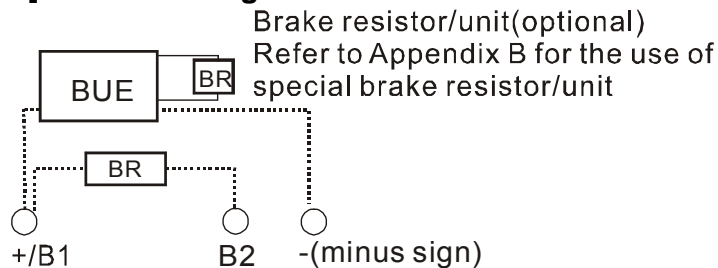 Brake resistor/unit(optional)
Refer to Appendix B for the use of
special brake resistor/unit
BUE
BR
BR
+/B1
B2
-(minus sign)